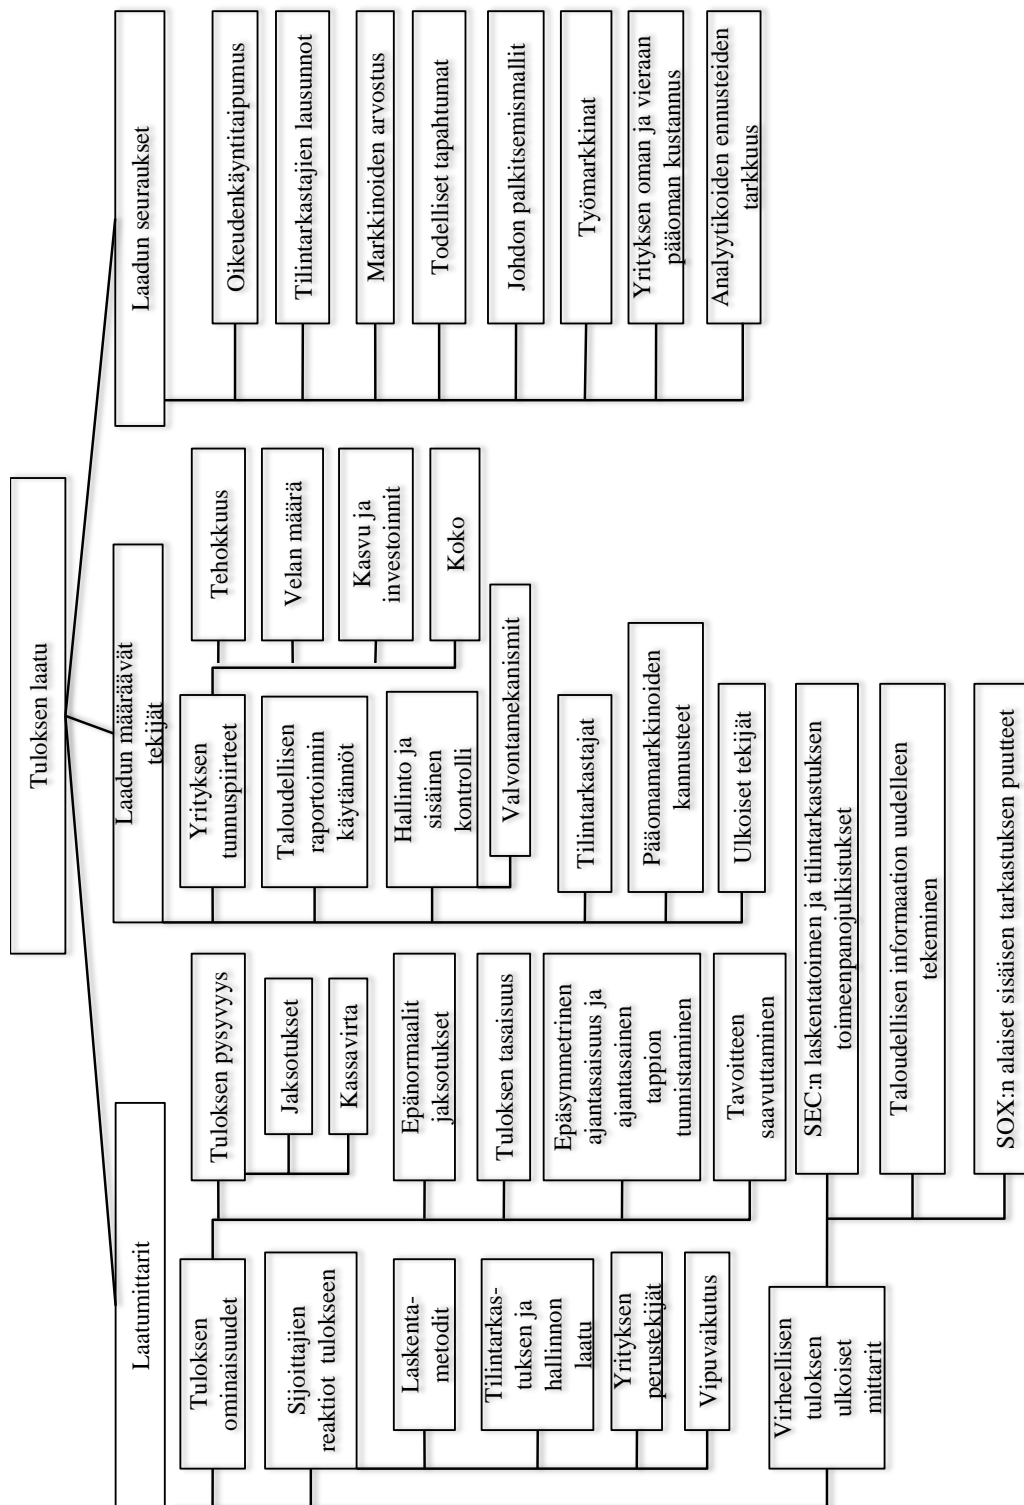 Tuloksen laatu
Laatumittarit
Tuloksen
ominaisuudet
Tuloksen pysyvyys
Jaksotukset
Kassavirta
Epänormaalit
jaksotukset
Tuloksen tasaisuus
Epäsymmetrinen
ajantasaisuus ja
ajantasainen
tappion
tunnistaminen
Tavoitteen
saavuttaminen
Sijoittajien
reaktiot tulokseen
Laskenta-
metodit
Tilintarkas-
tuksen ja
hallinnon
laatu
Yrityksen
perustekijät
Vipuvaikutus
Virheellisen
tuloksen
ulkoiset
mittarit
SEC:n laskentatoimen ja tilintarkastuksen
toimeenpanojulkistukset
Taloudellisen informaation uudelleen
tekeminen
SOX:n alaiset sisäisen tarkastuksen puutteet
Laadun määräävät
tekijät
Yrityksen
tunnuspiirteet
Tehokkuus
Velan määrä
Kasvu ja
investoinnit
Koko
Taloudellisen
raportoinnin
käytännöt
Hallinto ja
sisäinen
kontrolli
Valvontamekanismit
Tilintarkastajat
Pääomamarkkinoiden
kannusteet
Ulkoiset tekijät
Laadun seuraukset
Oikeudenkäyntitaipumus
Tilintarkastajien lausunnot
Markkinoiden arvostus
Todelliset tapahtumat
Johdon palkitsemismallit
Työmarkkinat
Yrityksen oman ja vieraan
pääoman kustannus
Analyytikoiden ennusteiden
tarkkuus